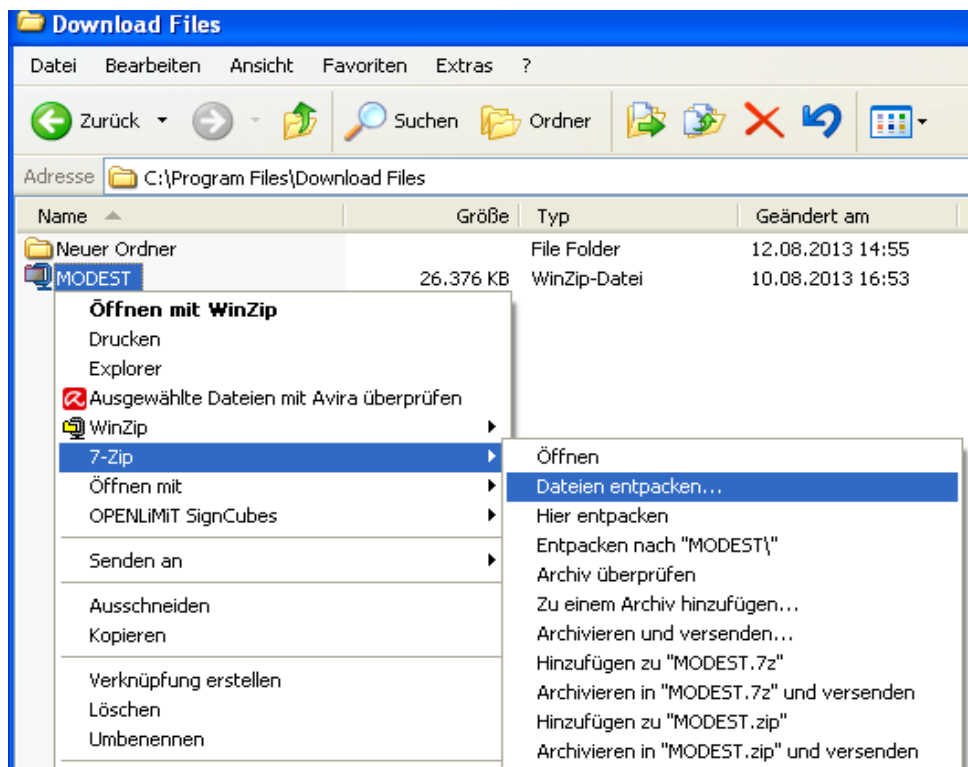 Download Files
Datei Bearbeiten Ansicht Favoriten Extras ?
Zurück Suchen Ordner
Adresse C:\Program Files\Download Files
Name Größe Typ Geändert am
Neuer Ordner File Folder 12.08.2013 14:55
MODEST 26.376 KB WinZip-Datei 10.08.2013 16:53
Öffnen mit WinZip
Drucken
Explorer
Ausgewählte Dateien mit Avira überprüfen
WinZip
7-Zip
Öffnen mit
OPENLiMiT SignCubes
Senden an
Ausschneiden
Kopieren
Verknüpfung erstellen
Löschen
Umbenennen
Öffnen
Dateien entpacken...
Hier entpacken
Entpacken nach "MODEST\"
Archiv überprüfen
Zu einem Archiv hinzufügen...
Archivieren und versenden...
Hinzufügen zu "MODEST.7z"
Archivieren in "MODEST.7z" und versenden
Hinzufügen zu "MODEST.zip"
Archivieren in "MODEST.zip" und versenden